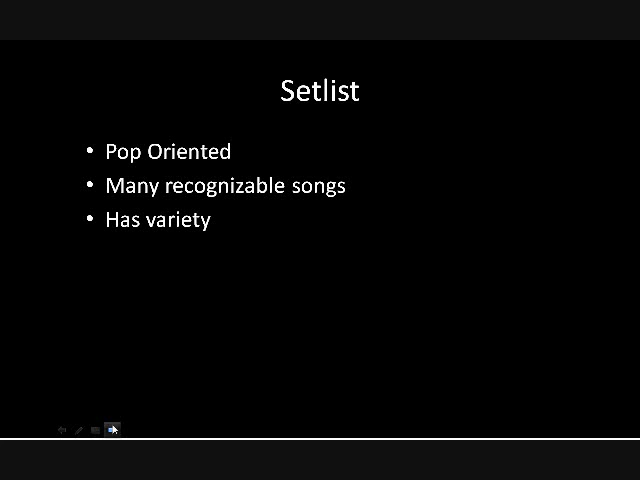 Setlist
• Pop Oriented
• Many recognizable songs
• Has variety